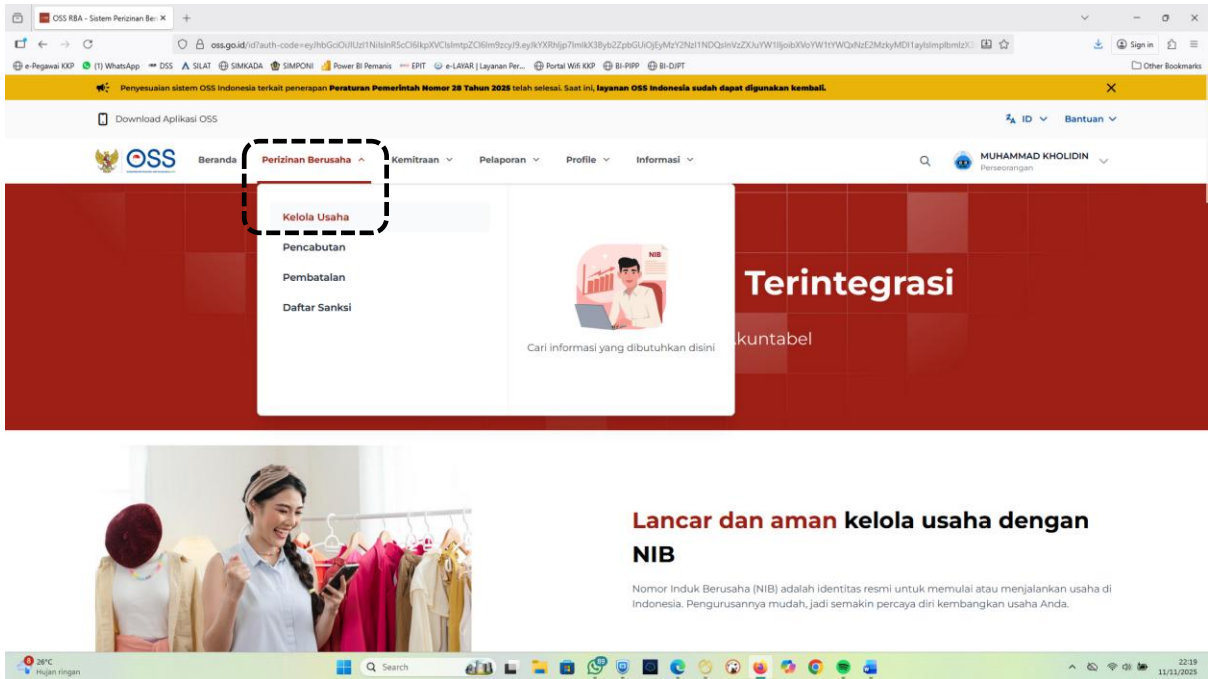 OSS RBA - Sistem Perizinan Ber
Sign in
e-Pegawai KKP (1) WhatsApp DSS SILAT SIMKADA SIMPONI Power BI Pemanis EPIT e-LAYAR | Layanan Per... Portal Wifi KKP BI-PIPP BI-DJPT Other Bookmarks
Penyesuaian sistem OSS Indonesia terkait penerapan Peraturan Pemerintah Nomor 28 Tahun 2025 telah selesai. Saat ini, layanan OSS Indonesia sudah dapat digunakan kembali.
Download Aplikasi OSS ID Bantuan
OSS Beranda Perizinan Berusaha Kemitraan Pelaporan Profile Informasi MUHAMMAD KHOLIDIN
Perseorangan
Kelola Usaha
Pencabutan
Pembatalan
Daftar Sanksi
NIB
Cari informasi yang dibutuhkan disini
Terintegrasi
kuntabel
Lancar dan aman kelola usaha dengan
NIB
Nomor Induk Berusaha (NIB) adalah identitas resmi untuk memulai atau menjalankan usaha di
Indonesia. Pengurusannya mudah, jadi semakin percaya diri kembangkan usaha Anda.
26°C
Hujan ringan
Search
22:19
11/11/2025